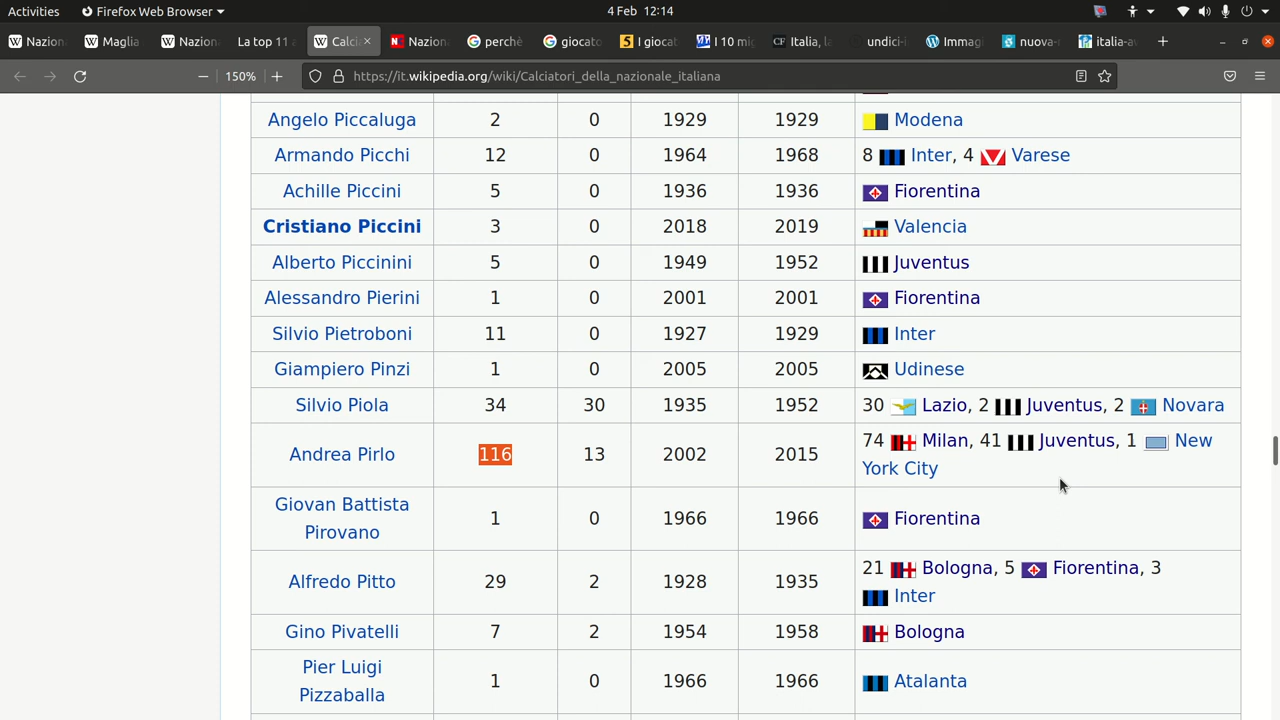 Activities Firefox Web Browser 4 Feb 12:14
Nazion Maglia Nazion La top 11 Calcia Nazion perchè giocato I giocat I 10 mi Italia, l undici- Immagi nuova- italia-a
150% https://it.wikipedia.org/wiki/Calciatori_della_nazionale_italiana
Angelo Piccaluga 2 0 1929 1929 Modena
Armando Picchi 12 0 1964 1968 8 Inter, 4 Varese
Achille Piccini 5 0 1936 1936 Fiorentina
Cristiano Piccini 3 0 2018 2019 Valencia
Alberto Piccinini 5 0 1949 1952 Juventus
Alessandro Pierini 1 0 2001 2001 Fiorentina
Silvio Pietroboni 11 0 1927 1929 Inter
Giampiero Pinzi 1 0 2005 2005 Udinese
Silvio Piola 34 30 1935 1952 30 Lazio, 2 Juventus, 2 Novara
Andrea Pirlo 116 13 2002 2015 74 Milan, 41 Juventus, 1 New
York City
Giovan Battista
Pirovano 1 0 1966 1966 Fiorentina
Alfredo Pitto 29 2 1928 1935 21 Bologna, 5 Fiorentina, 3
Inter
Gino Pivatelli 7 2 1954 1958 Bologna
Pier Luigi
Pizzaballa 1 0 1966 1966 Atalanta